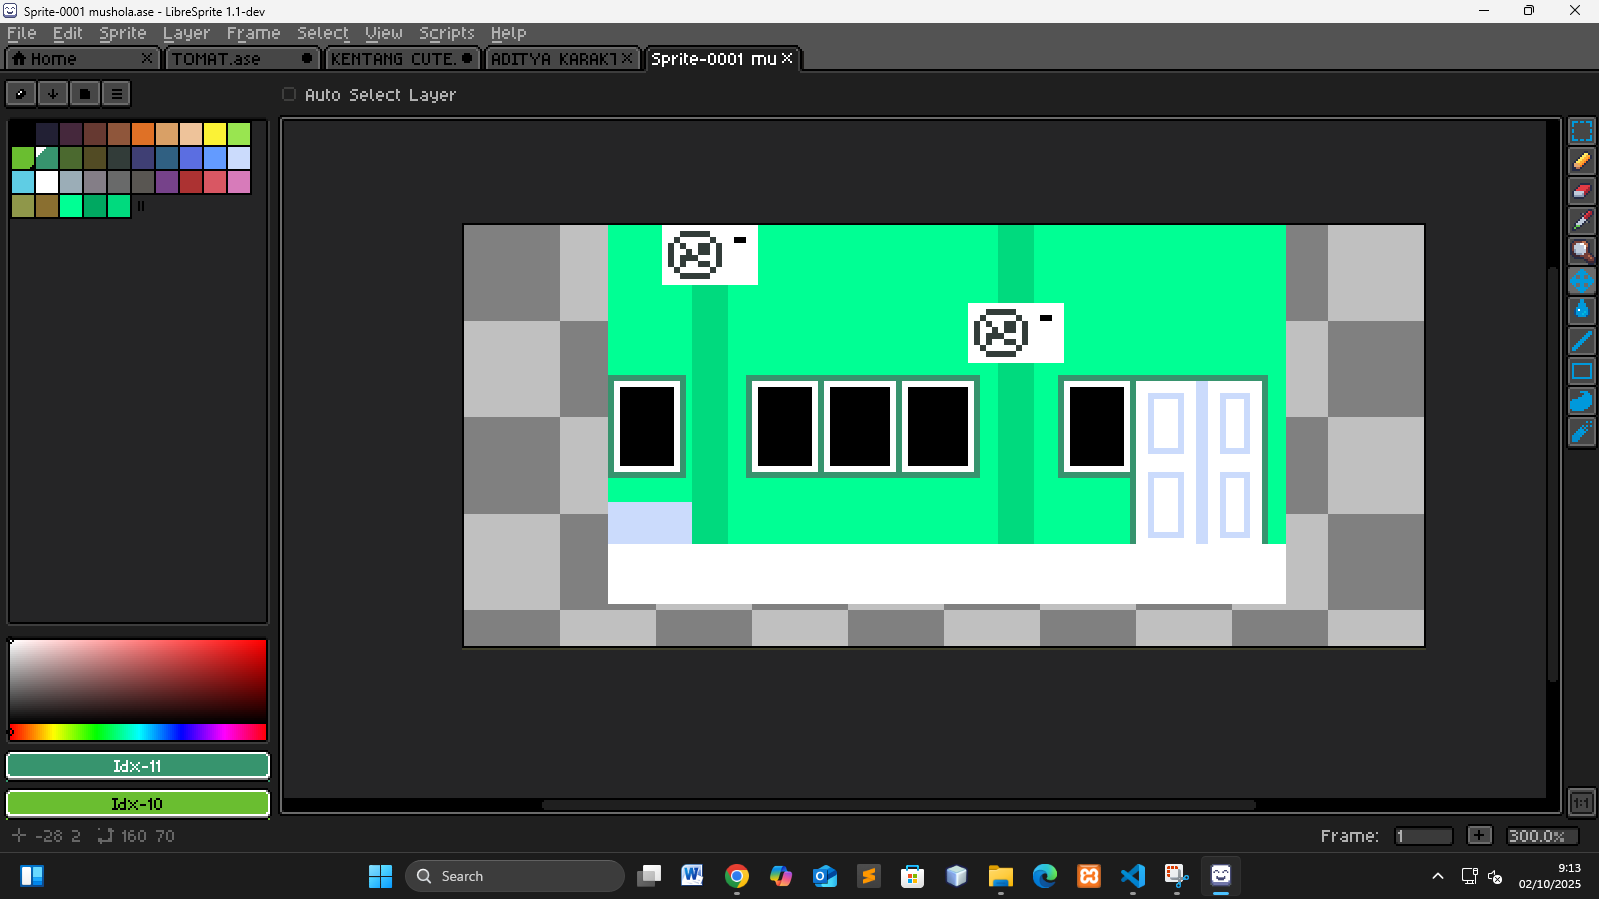 Sprite-0001 mushola.ase - LibreSprite 1.1-dev
File Edit Sprite Layer Frame Select View Scripts Help
Home TOMAT.ase KENTANG CUTE. ADITYA KARAKT Sprite-0001 mu
Auto Select Layer
Idx-11
Idx-10
-28 2 160 70
Frame: 1 + 300.0%
1:1
Search
9:13
02/10/2025